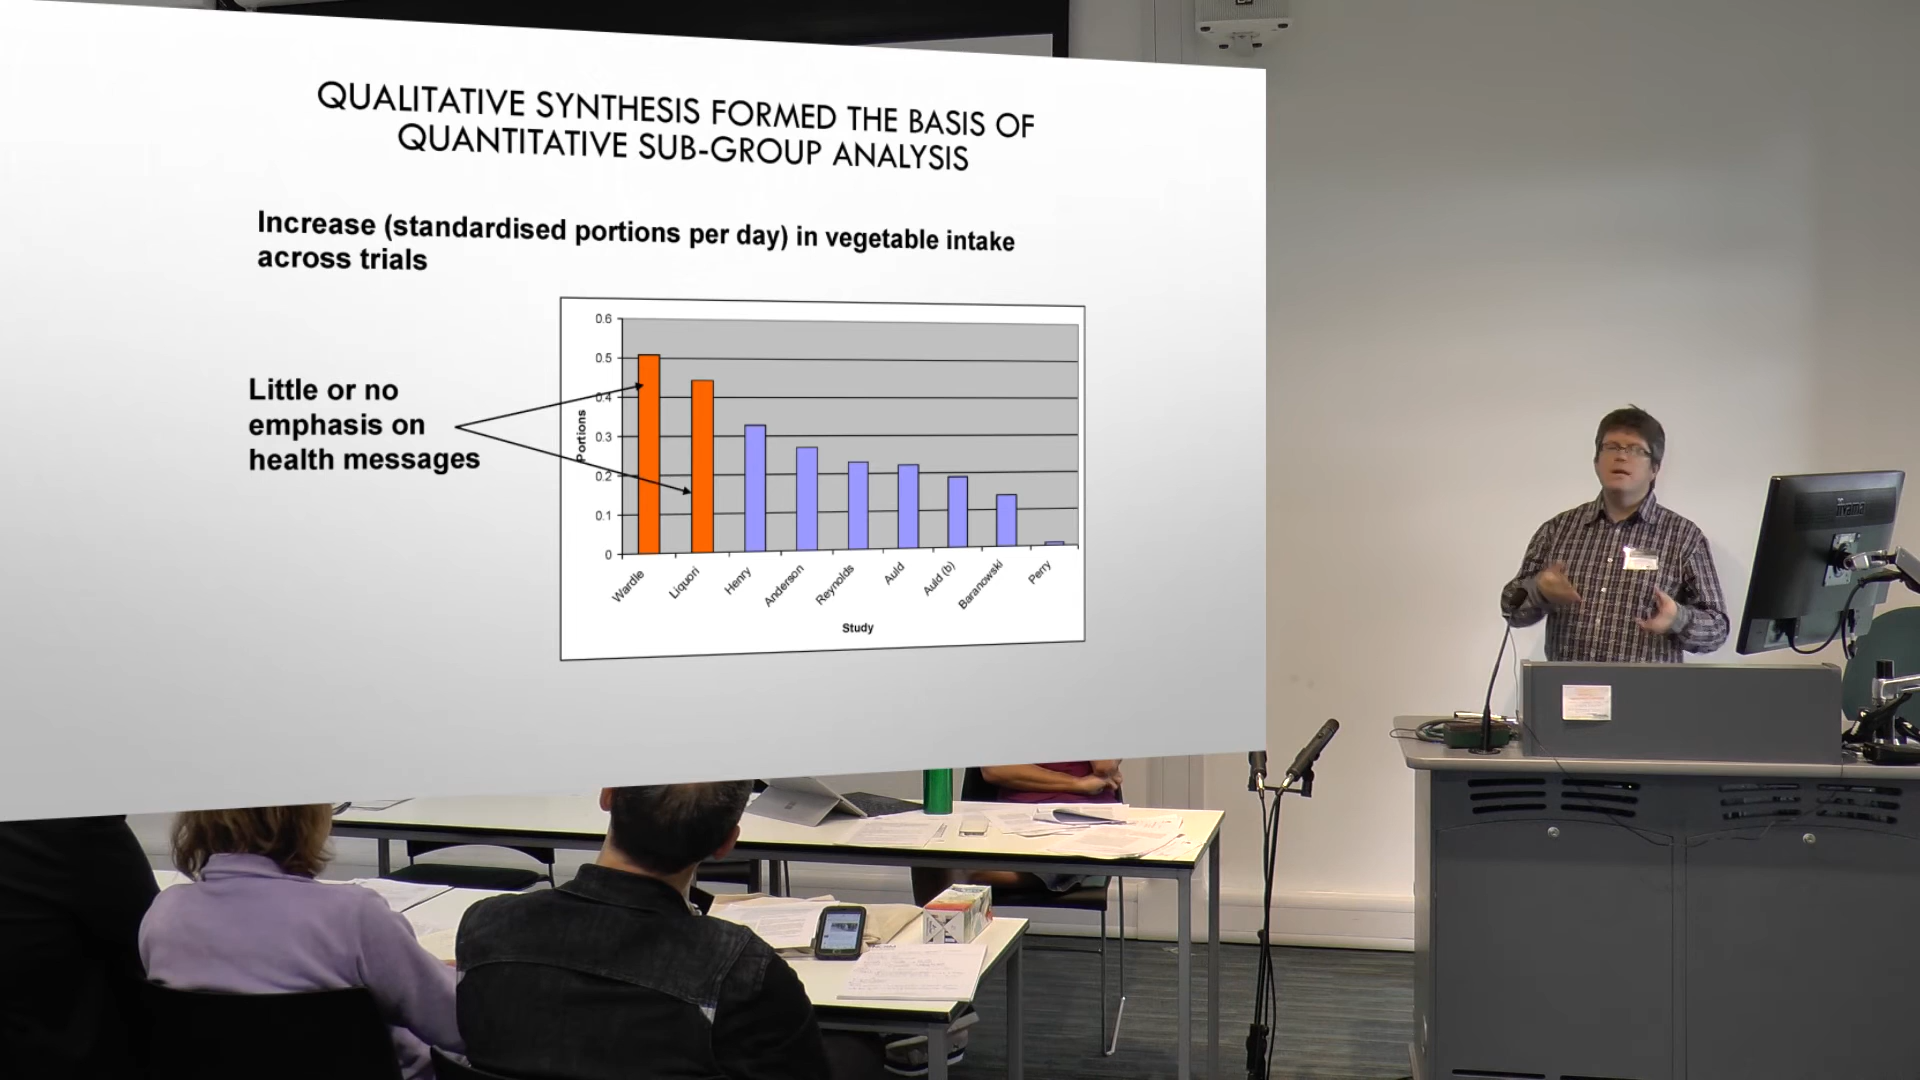 QUALITATIVE SYNTHESIS FORMED THE BASIS OF
QUANTITATIVE SUB-GROUP ANALYSIS
Increase (standardised portions per day) in vegetable intake
across trials
Little or no
emphasis on
health messages
Portions
0.6
0.5
0.4
0.3
0.2
0.1
0
Wardle
Liquori
Henry
Anderson
Reynolds
Auld
Auld (b)
Baranowski
Perry
Study
iiyama